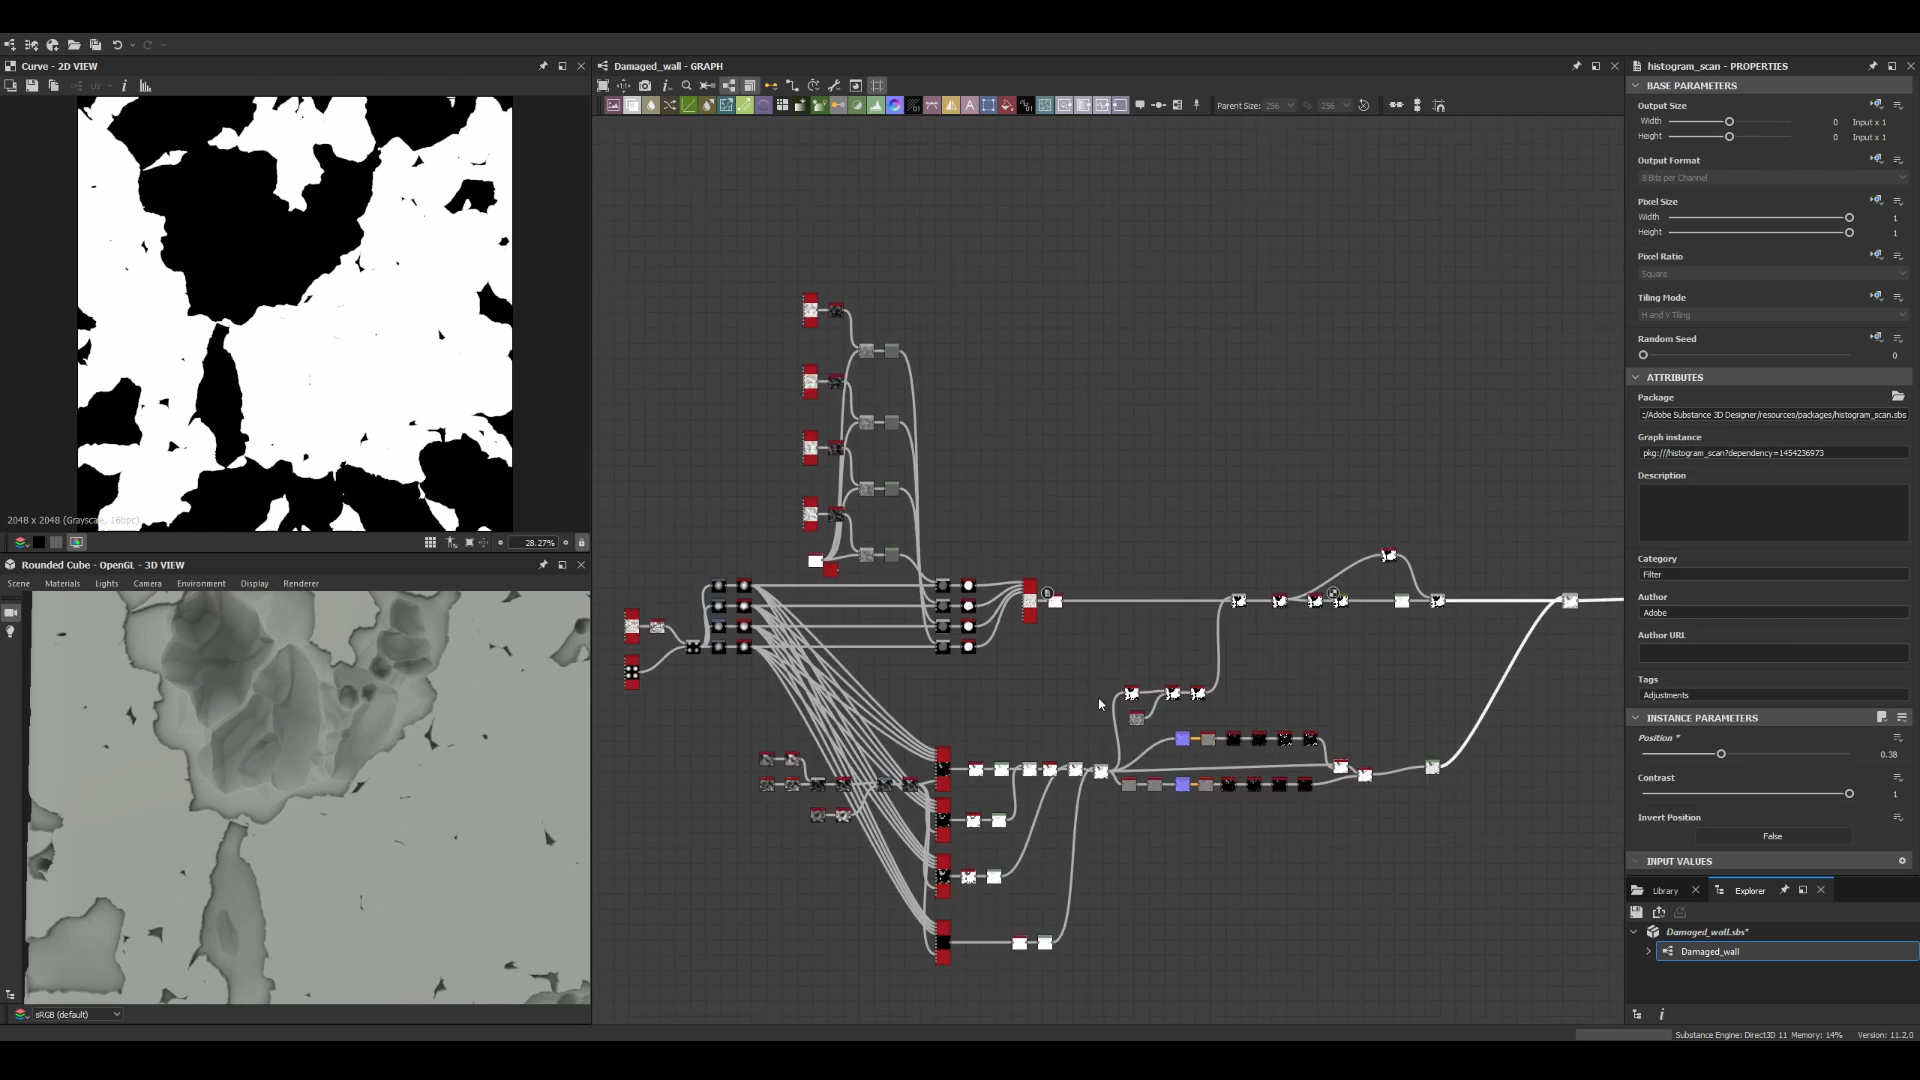 Curve - 2D VIEW
UV
2048 x 2048 (Grayscale, 16bpc)
28.27%
Rounded Cube - OpenGL - 3D VIEW
Scene Materials Lights Camera Environment Display Renderer
sRGB (default)
Damaged_wall - GRAPH
Parent Size: 256 256
histogram_scan - PROPERTIES
BASE PARAMETERS
Output Size
Width 0 Input x 1
Height 0 Input x 1
Output Format
8 Bits per Channel
Pixel Size
Width 1
Height 1
Pixel Ratio
Square
Tiling Mode
H and V Tiling
Random Seed
0
ATTRIBUTES
Package
:/Adobe Substance 3D Designer/resources/packages/histogram_scan.sbs
Graph instance
pkg:///histogram_scan?dependency=1454236973
Description
Category
Filter
Author
Adobe
Author URL
Tags
Adjustments
INSTANCE PARAMETERS
Position *
0.38
Contrast
1
Invert Position
False
INPUT VALUES
Library Explorer
Damaged_wall.sbs*
Damaged_wall
Substance Engine: Direct3D 11 Memory: 14% Version: 11.2.0